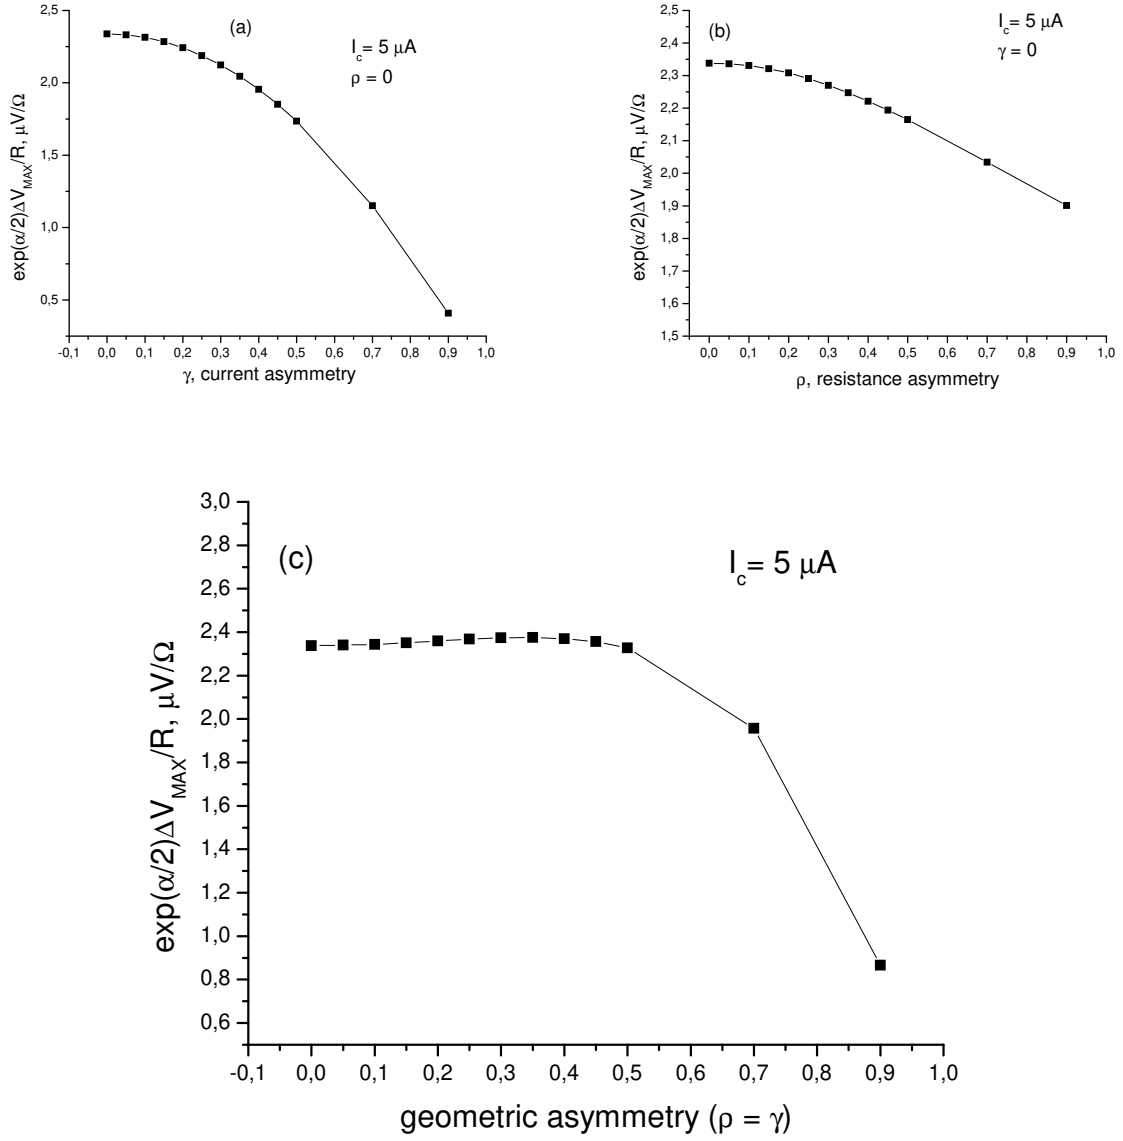 (a)
I_c= 5 μA
ρ = 0
exp(α/2)ΔV_MAX/R, μV/Ω
2,5
2,0
1,5
1,0
0,5
-0,1 0,0 0,1 0,2 0,3 0,4 0,5 0,6 0,7 0,8 0,9 1,0
γ, current asymmetry
(b)
I_c= 5 μA
γ = 0
exp(α/2)ΔV_MAX/R, μV/Ω
2,5
2,4
2,3
2,2
2,1
2,0
1,9
1,8
1,7
1,6
1,5
0,0 0,1 0,2 0,3 0,4 0,5 0,6 0,7 0,8 0,9 1,0
ρ, resistance asymmetry
(c)
I_c= 5 μA
exp(α/2)ΔV_MAX/R, μV/Ω
3,0
2,8
2,6
2,4
2,2
2,0
1,8
1,6
1,4
1,2
1,0
0,8
0,6
-0,1 0,0 0,1 0,2 0,3 0,4 0,5 0,6 0,7 0,8 0,9 1,0
geometric asymmetry (ρ = γ)